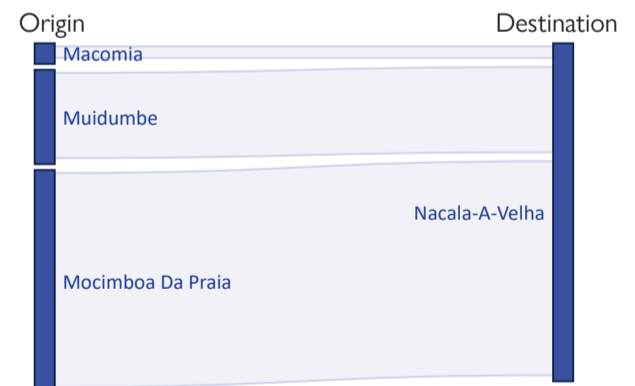 Origin
Destination
Macomia
Muidumbe
Nacala-A-Velha
Mocimboa Da Praia